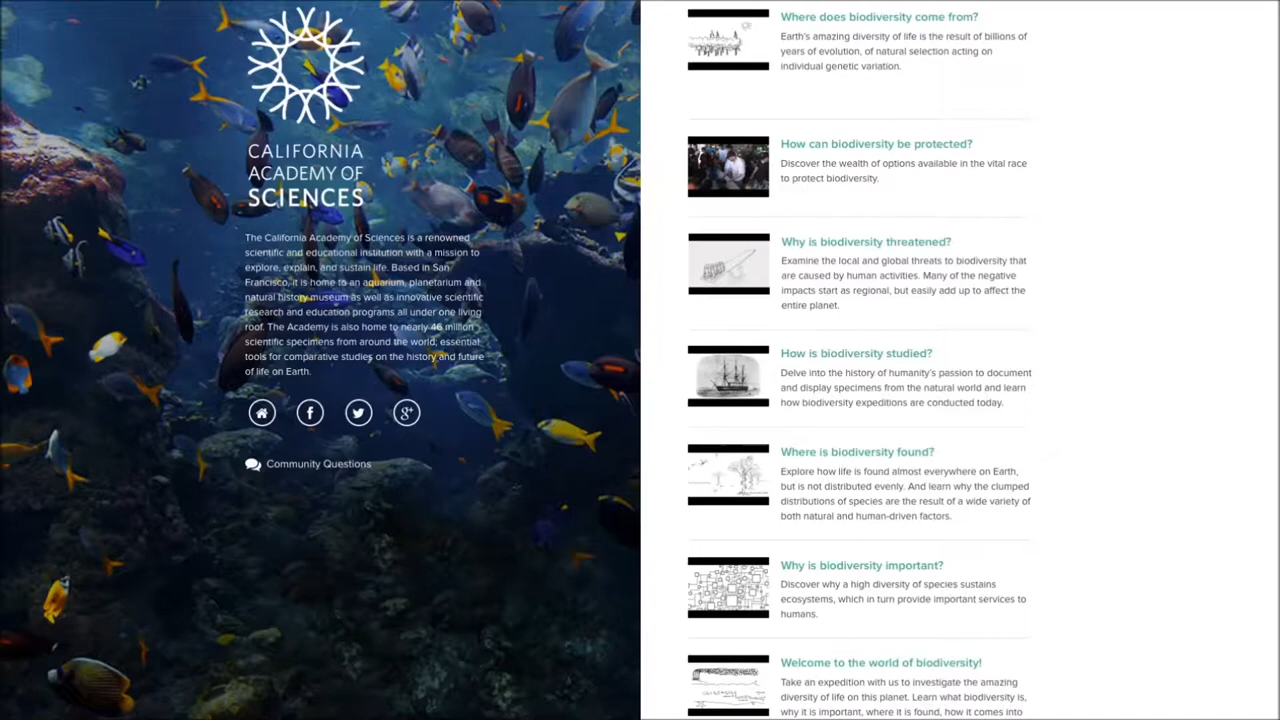 CALIFORNIA
ACADEMY OF
SCIENCES
The California Academy of Sciences is a renowned
scientific and educational institution with a mission to
explore, explain, and sustain life. Based in San
Francisco, it is home to an aquarium, planetarium and
natural history museum as well as innovative scientific
research and education programs all under one living
roof. The Academy is also home to nearly 46 million
scientific specimens from around the world, essential
tools for comparative studies on the history and future
of life on Earth.
Community Questions
Where does biodiversity come from?
Earth's amazing diversity of life is the result of billions of
years of evolution, of natural selection acting on
individual genetic variation.
How can biodiversity be protected?
Discover the wealth of options available in the vital race
to protect biodiversity.
Why is biodiversity threatened?
Examine the local and global threats to biodiversity that
are caused by human activities. Many of the negative
impacts start as regional, but easily add up to affect the
entire planet.
How is biodiversity studied?
Delve into the history of humanity's passion to document
and display specimens from the natural world and learn
how biodiversity expeditions are conducted today.
Where is biodiversity found?
Explore how life is found almost everywhere on Earth,
but is not distributed evenly. And learn why the clumped
distributions of species are the result of a wide variety of
both natural and human-driven factors.
Why is biodiversity important?
Discover why a high diversity of species sustains
ecosystems, which in turn provide important services to
humans.
Welcome to the world of biodiversity!
Take an expedition with us to investigate the amazing
diversity of life on this planet. Learn what biodiversity is,
why it is important, where it is found, how it comes into